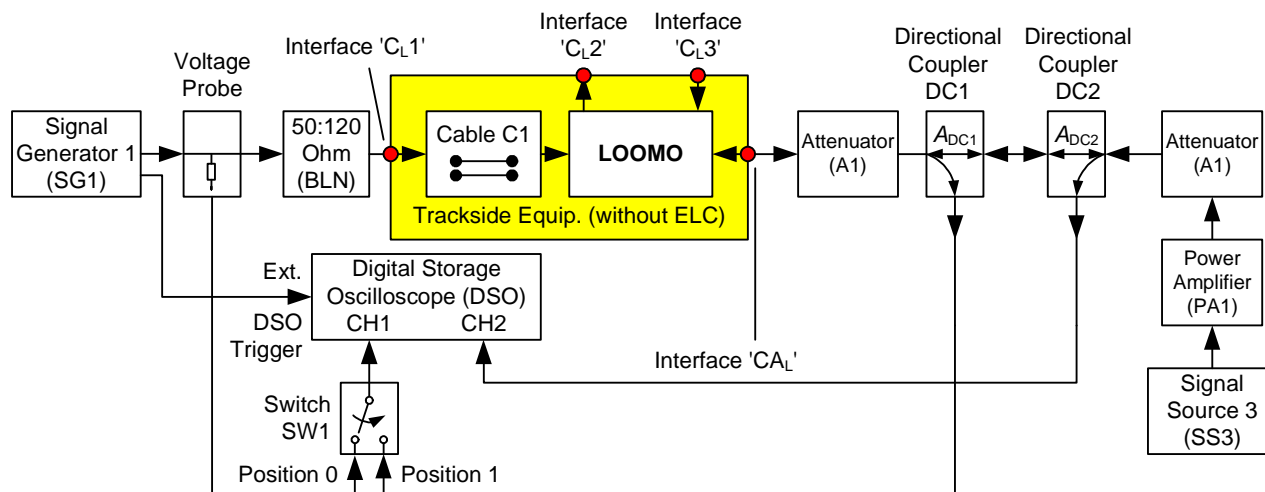 Signal
Generator 1
(SG1)
Voltage
Probe
50:120
Ohm
(BLN)
Interface 'CL1'
Interface
'CL2'
Interface
'CL3'
Cable C1
LOOMO
Trackside Equip. (without ELC)
Attenuator
(A1)
Directional
Coupler
DC1
ADC1
Directional
Coupler
DC2
ADC2
Attenuator
(A1)
Power
Amplifier
(PA1)
Signal
Source 3
(SS3)
Interface 'CAL'
Ext.
DSO
Trigger
Digital Storage
Oscilloscope (DSO)
CH1 CH2
Switch
SW1
Position 0 Position 1